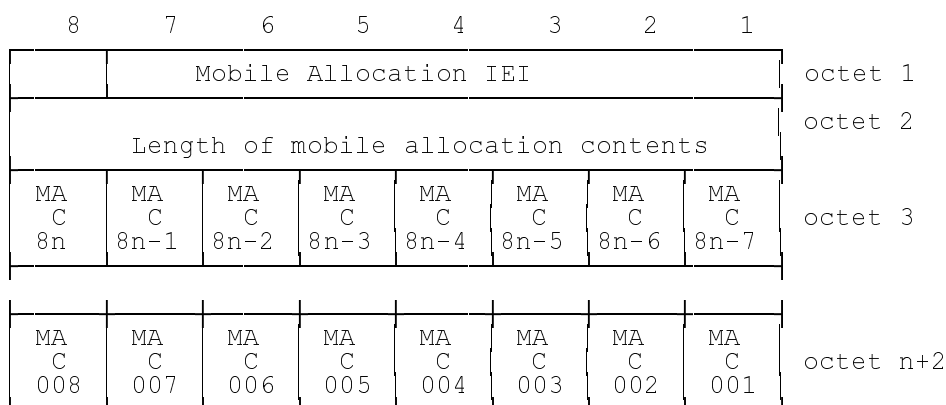 8 7 6 5 4 3 2 1
Mobile Allocation IEI octet 1
octet 2
Length of mobile allocation contents
MA MA MA MA MA MA MA MA
C C C C C C C C octet 3
8n 8n-1 8n-2 8n-3 8n-4 8n-5 8n-6 8n-7
MA MA MA MA MA MA MA MA
C C C C C C C C octet n+2
008 007 006 005 004 003 002 001